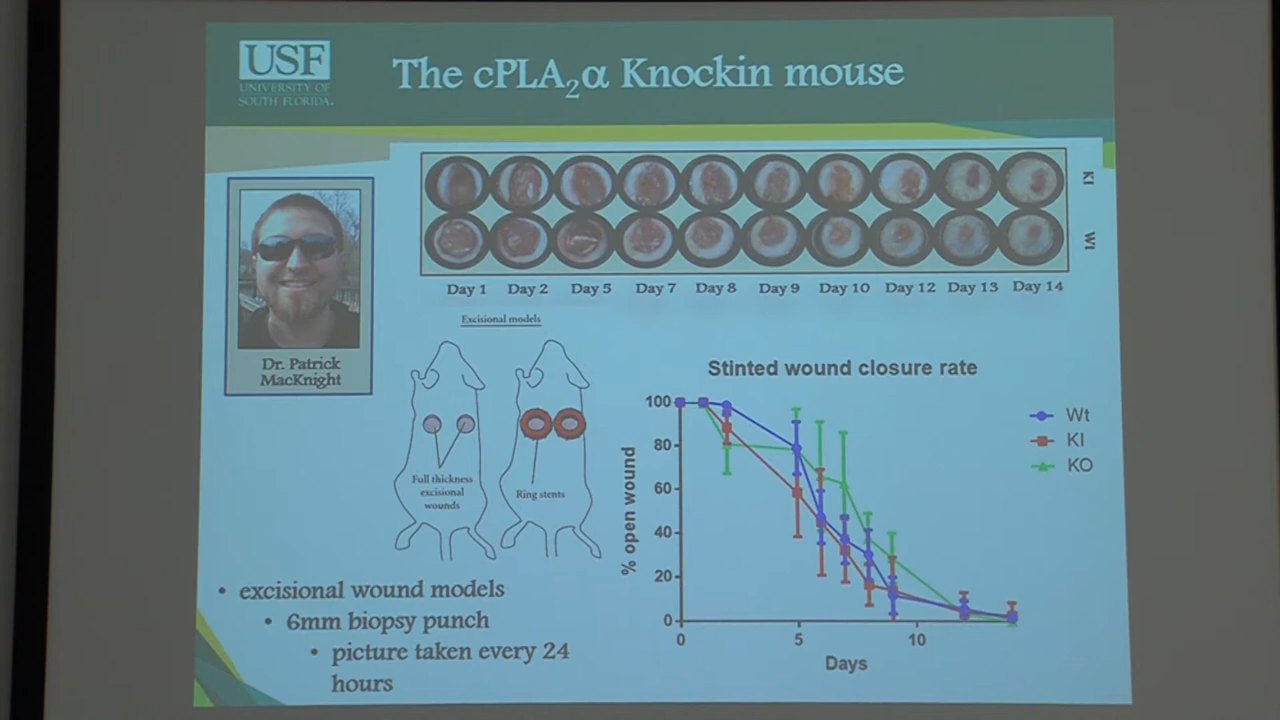 USF
UNIVERSITY OF
SOUTH FLORIDA.
The cPLA₂α Knockin mouse
KI
Wt
Day 1 Day 2 Day 5 Day 7 Day 8 Day 9 Day 10 Day 12 Day 13 Day 14
Dr. Patrick
MacKnight
Excisional models
Full thickness
excisional
wounds
Ring stents
• excisional wound models
• 6mm biopsy punch
• picture taken every 24
hours
Stinted wound closure rate
% open wound
100
80
60
40
20
0
0 5 10
Days
Wt
KI
KO